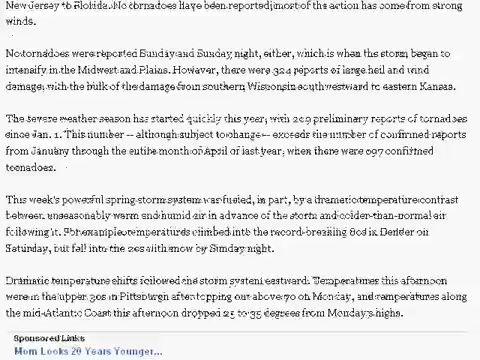 New Jersey to Florida. No tornadoes have been reported; most of the action has come from strong
winds.
No tornadoes were reported Sunday and Sunday night, either, which is when the storm began to
intensify in the Midwest and Plains. However, there were 324 reports of large hail and wind
damage, with the bulk of the damage from southern Wisconsin southwestward to eastern Kansas.
The severe weather season has started quickly this year, with preliminary reports of tornadoes
since Jan. 1. This number -- although subject to change -- exceeds the number of confirmed reports
from January through the entire month of April of last year, when there were confirmed
tornadoes.
This week's powerful spring storm system was fueled, in part, by a dramatic temperature contrast
between unseasonably warm and humid air in advance of the storm and colder-than-normal air
following it. For example, temperatures climbed into the record-breaking 80s in Denver on
Saturday, but fell into the 20s with snow by Sunday night.
Dramatic temperature shifts followed the storm system eastward. Temperatures this afternoon
were in the upper 30s in Pittsburgh after topping out above 70 on Monday, and temperatures along
the mid-Atlantic Coast this afternoon dropped 25 to 35 degrees from Monday's highs.
Sponsored Links
Mom Looks 20 Years Younger...